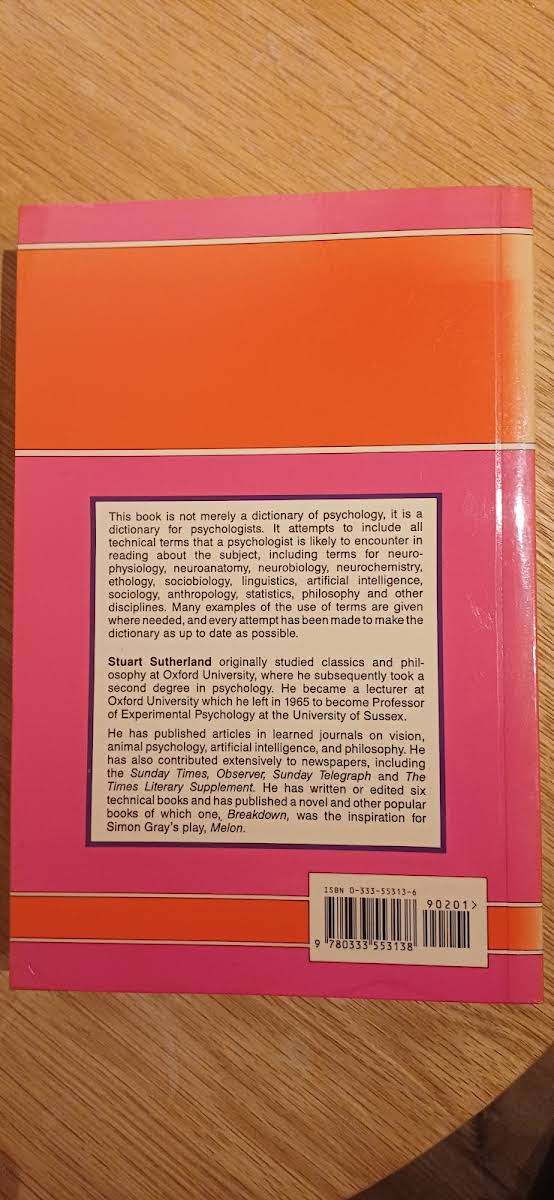 This book is not merely a dictionary of psychology, it is a
dictionary for psychologists. It attempts to include all
technical terms that a psychologist is likely to encounter in
reading about the subject, including terms for neuro-
physiology, neuroanatomy, neurobiology, neurochemistry,
ethology, sociobiology, linguistics, artificial intelligence,
sociology, anthropology, statistics, philosophy and other
disciplines. Many examples of the use of terms are given
where needed, and every attempt has been made to make the
dictionary as up to date as possible.
Stuart Sutherland originally studied classics and phil-
osophy at Oxford University, where he subsequently took a
second degree in psychology. He became a lecturer at
Oxford University which he left in 1965 to become Professor
of Experimental Psychology at the University of Sussex.
He has published articles in learned journals on vision,
animal psychology, artificial intelligence, and philosophy. He
has also contributed extensively to newspapers, including
the Sunday Times, Observer, Sunday Telegraph and The
Times Literary Supplement. He has written or edited six
technical books and has published a novel and other popular
books of which one, Breakdown, was the inspiration for
Simon Gray's play, Melon.
ISBN 0-333-55313-6
90201>
9 780333 553138